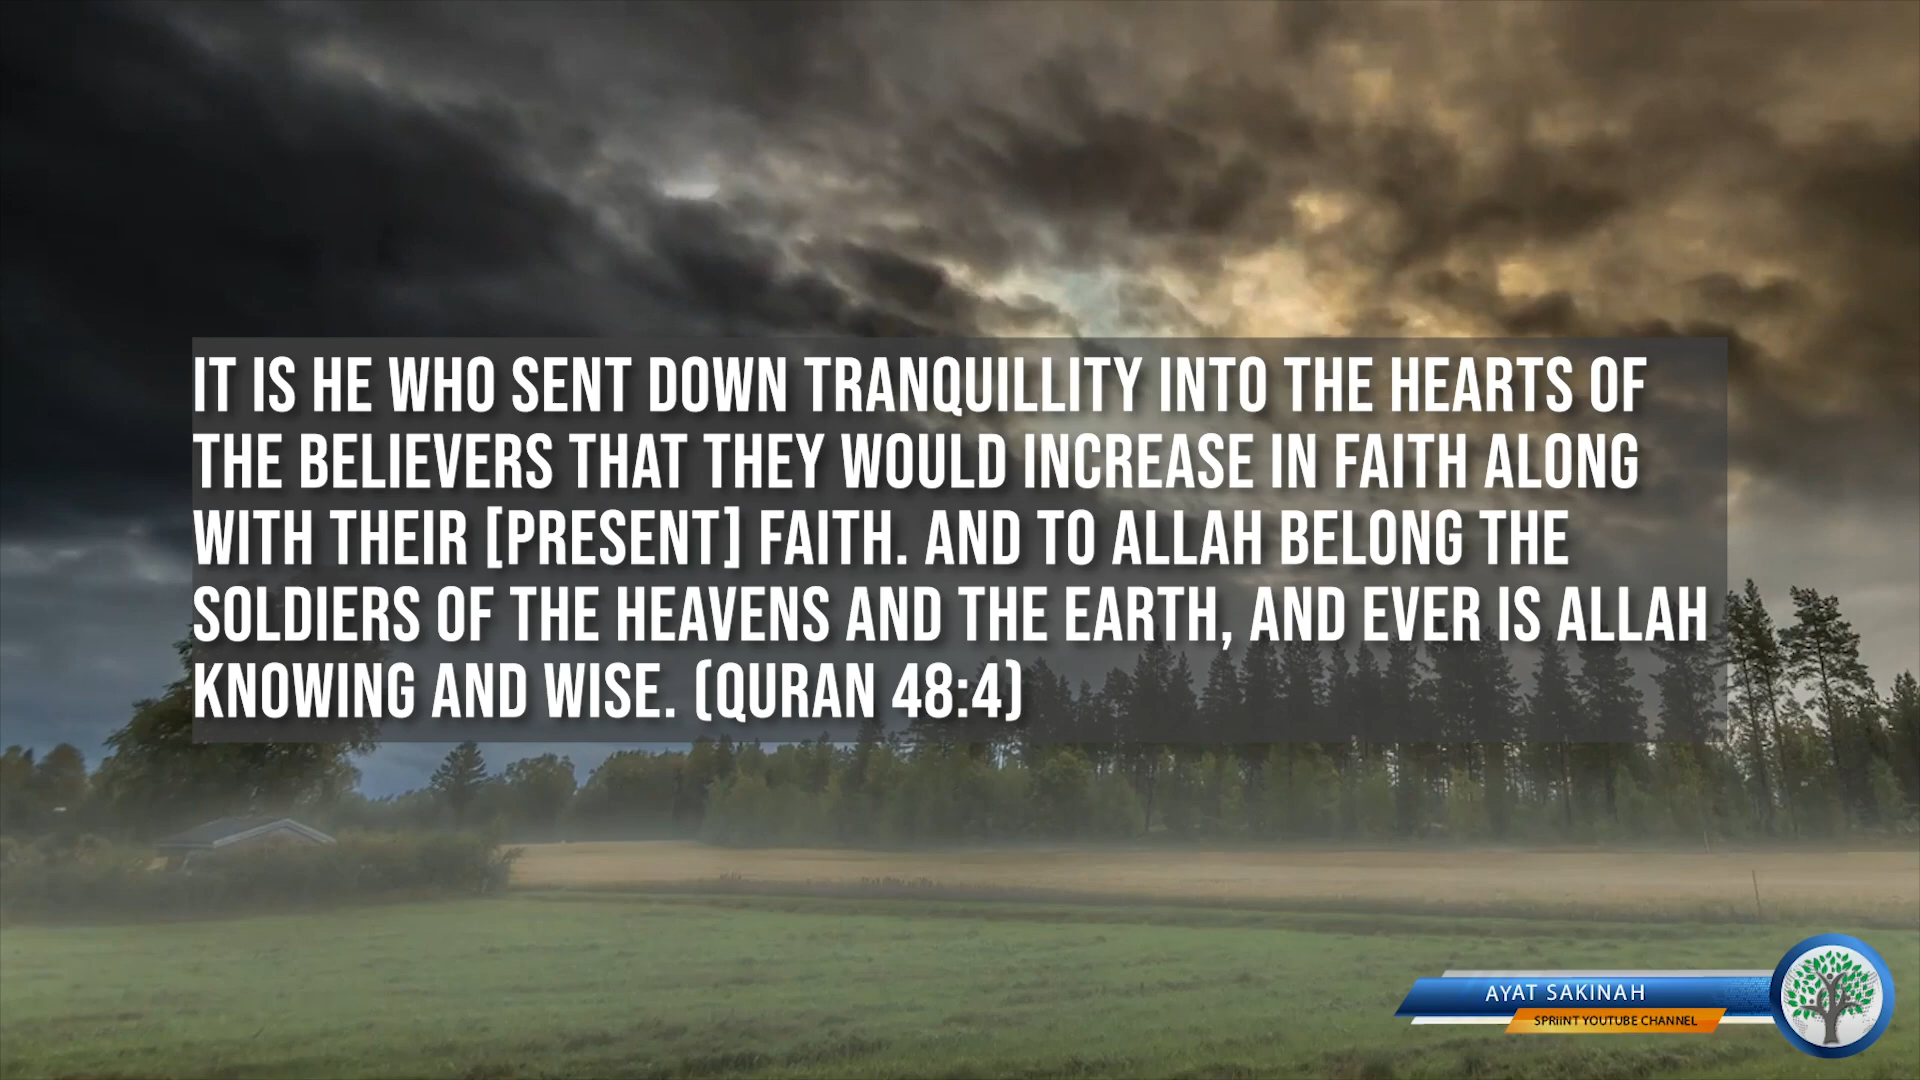 IT IS HE WHO SENT DOWN TRANQUILLITY INTO THE HEARTS OF
THE BELIEVERS THAT THEY WOULD INCREASE IN FAITH ALONG
WITH THEIR [PRESENT] FAITH. AND TO ALLAH BELONG THE
SOLDIERS OF THE HEAVENS AND THE EARTH, AND EVER IS ALLAH
KNOWING AND WISE. (QURAN 48:4)
AYAT SAKINAH
SPRiiNT YOUTUBE CHANNEL